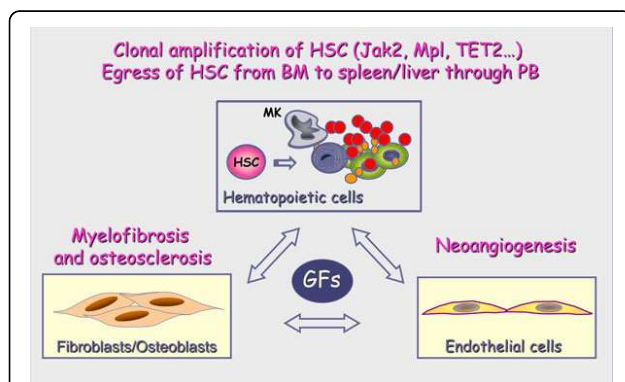 Clonal amplification of HSC (Jak2, Mpl, TET2...)
Egress of HSC from BM to spleen/liver through PB
MK
HSC
Hematopoietic cells
Myelofibrosis
and osteosclerosis
Neoangiogenesis
GFs
Fibroblasts/Osteoblasts
Endothelial cells